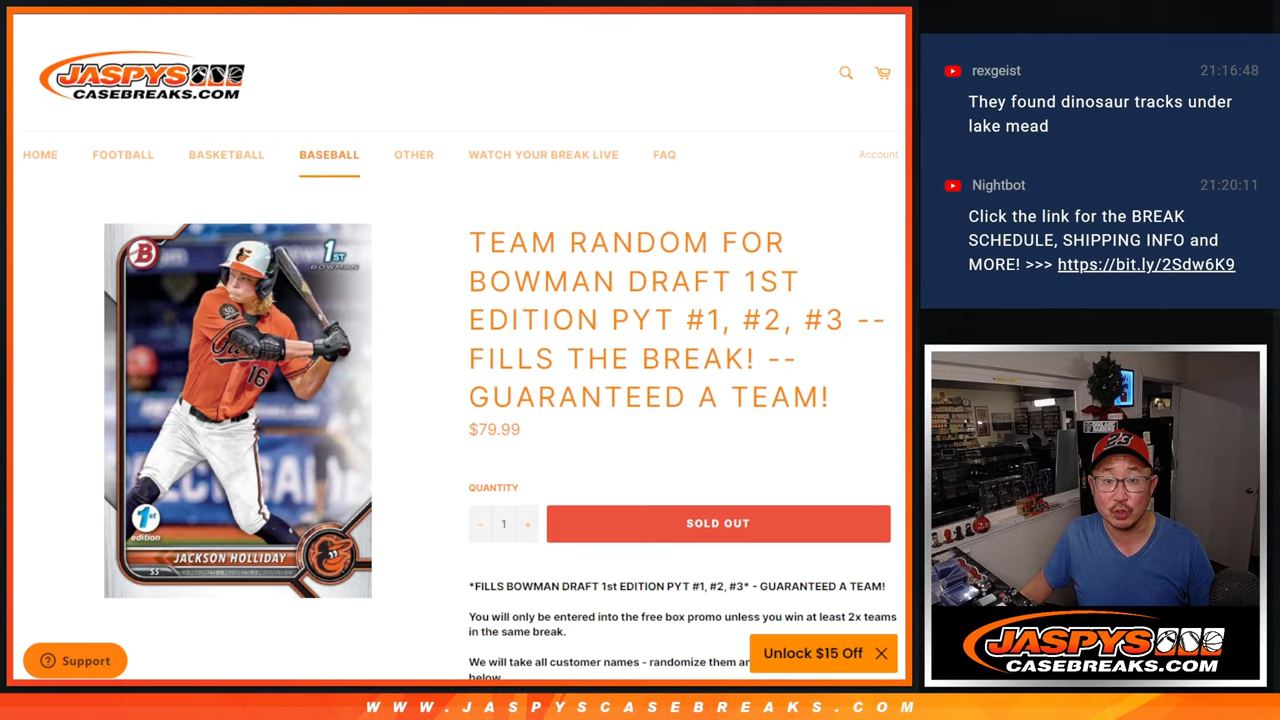 JASPYS
CASEBREAKS.COM
HOME FOOTBALL BASKETBALL BASEBALL OTHER WATCH YOUR BREAK LIVE FAQ Account
B
1ST
BOWMAN
30
16
1st
edition
JACKSON HOLLIDAY
TEAM RANDOM FOR
BOWMAN DRAFT 1ST
EDITION PYT #1, #2, #3 --
FILLS THE BREAK! --
GUARANTEED A TEAM!
$79.99
QUANTITY
− 1 +
SOLD OUT
*FILLS BOWMAN DRAFT 1st EDITION PYT #1, #2, #3* - GUARANTEED A TEAM!
You will only be entered into the free box promo unless you win at least 2x teams
in the same break.
We will take all customer names - randomize them
below.
Support
Unlock $15 Off
rexgeist 21:16:48
They found dinosaur tracks under
lake mead
Nightbot 21:20:11
Click the link for the BREAK
SCHEDULE, SHIPPING INFO and
MORE! >>> https://bit.ly/2Sdw6K9
23
JASPYS
CASEBREAKS.COM
WWW.JASPYSCASEBREAKS.COM